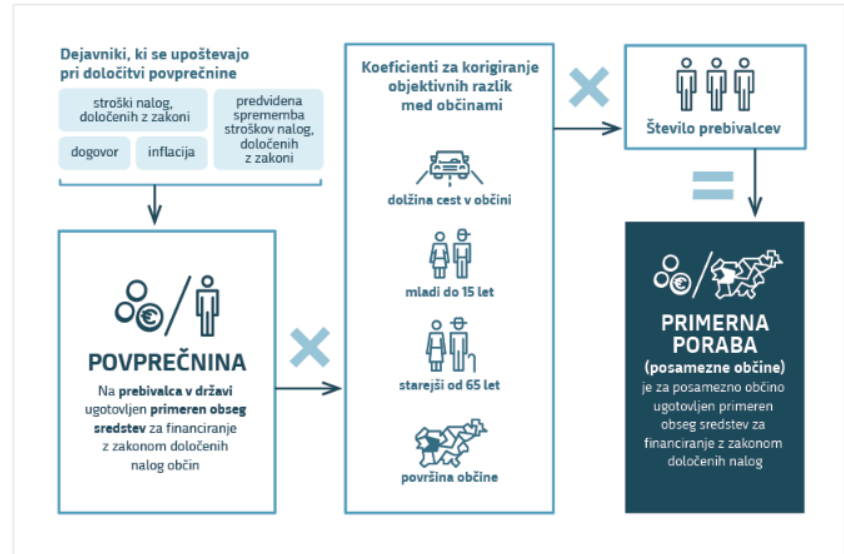 Dejavniki, ki se upoštevajo
pri določitvi povprečnine
stroški nalog,
določenih z zakoni
dogovor
inflacija
predvidena
sprememba
stroškov nalog,
določenih
z zakoni
POVPREČNINA
Na prebivalca v državi
ugotovljen primeren obseg
sredstev za financiranje
z zakonom določenih
nalog občin
Koeficienti za korigiranje
objektivnih razlik
med občinami
dolžina cest v občini
mladi do 15 let
starejši od 65 let
površina občine
Število prebivalcev
PRIMERNA
PORABA
(posamezne občine)
je za posamezno občino
ugotovljen primeren
obseg sredstev za
financiranje z zakonom
določenih nalog